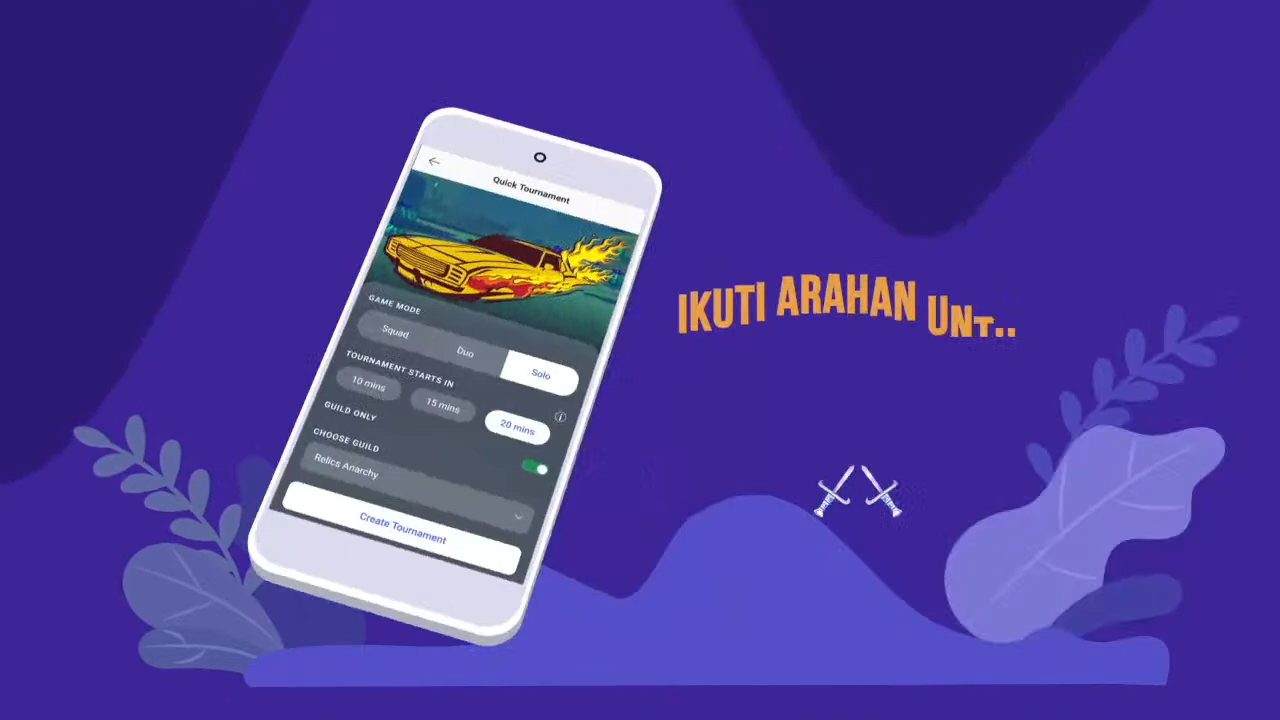 Quick Tournament
GAME MODE
Squad Duo Solo
TOURNAMENT STARTS IN
10 mins 15 mins 20 mins
GUILD ONLY
CHOOSE GUILD
Relics Anarchy
Create Tournament
IKUTI ARAHAN UNT..